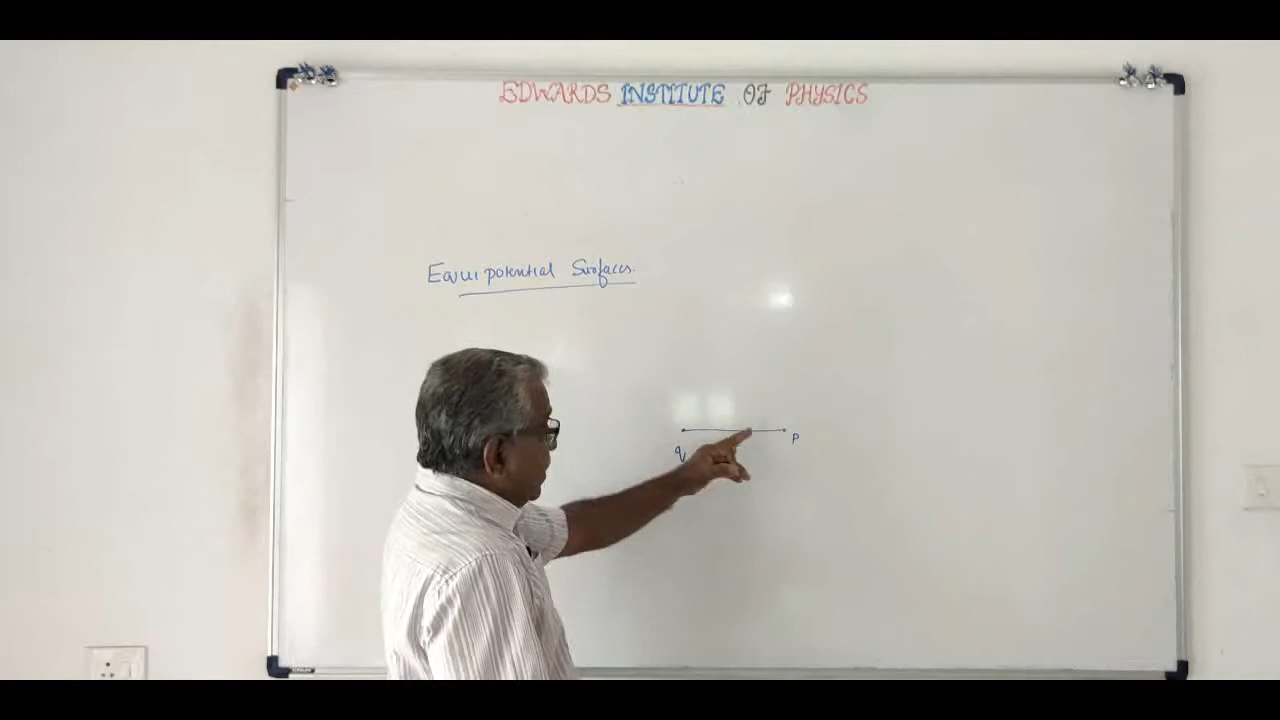 EDWARDS INSTITUTE OF PHYSICS
Equipotential Surfaces.
q
P